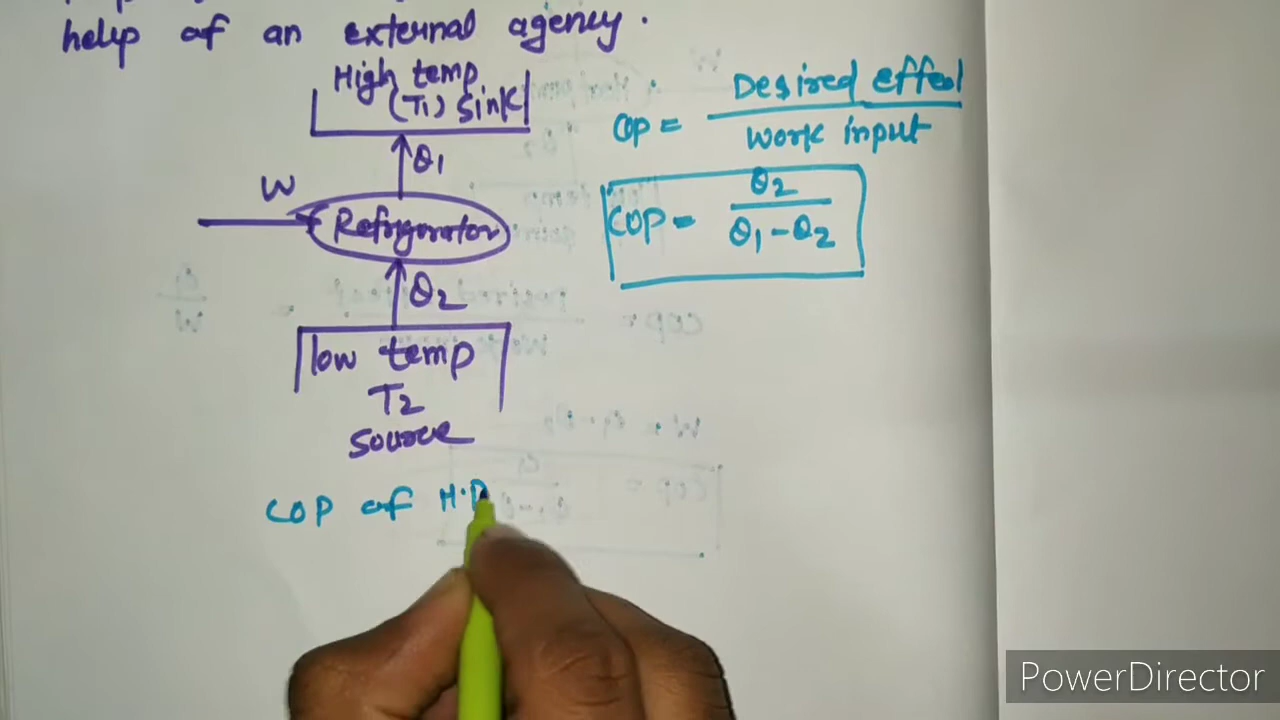 help of an external agency.
High temp
(T1) Sink
Q1
W
Refrigerator
Q2
low temp
T2
Source
COP = Desired effect
work input
COP = Q2
Q1-Q2
COP of H.P
PowerDirector